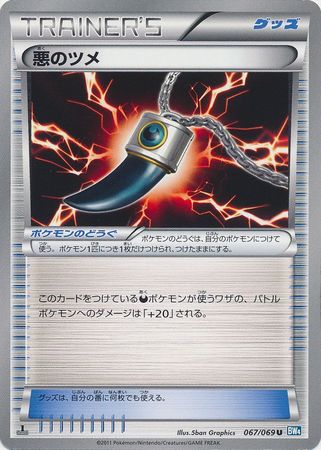 TRAINER'S
グッズ
悪のツメ
ポケモンのどうぐ
ポケモンのどうぐは、自分のポケモンにつけて
使う。ポケモン1匹につき1枚だけつけられ、つけたままにする。
このカードをつけているポケモンが使うワザの、バトル
ポケモンへのダメージは「+20」される。
グッズは、自分の番に何枚でも使える。
Illus.5ban Graphics
067/069 U BW4
©2011 Pokémon/Nintendo/Creatures/GAME FREAK.